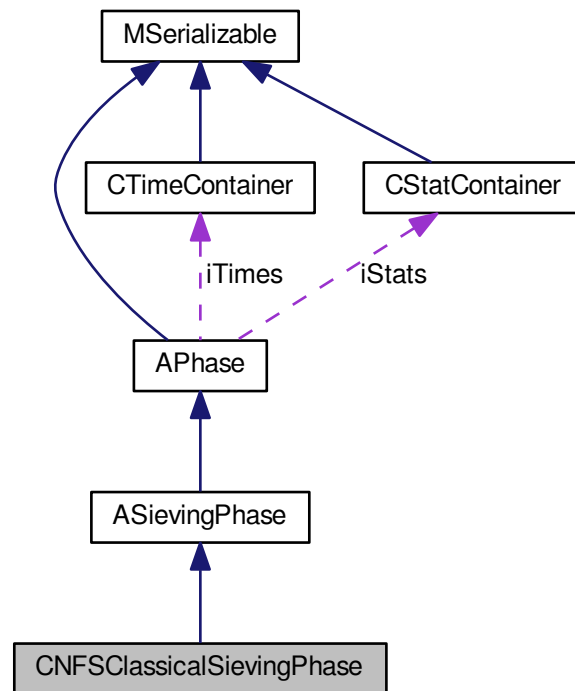 MSerializable
CTimeContainer
CStatContainer
iTimes
iStats
APhase
ASievingPhase
CNFSClassicalSievingPhase